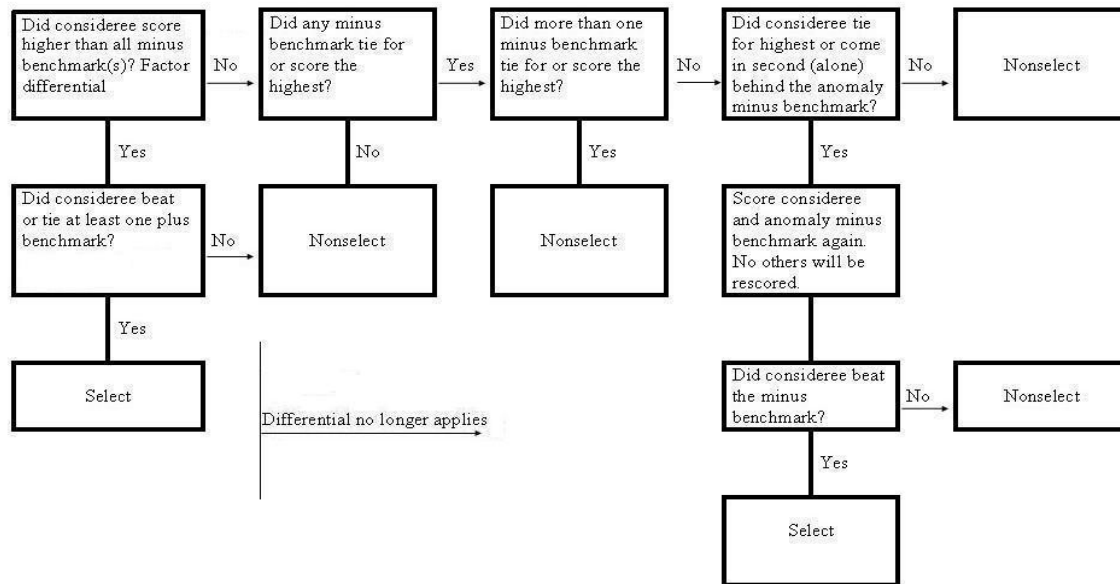 Did consideree score
higher than all minus
benchmark(s)? Factor
differential
No
Did any minus
benchmark tie for
or score the
highest?
Yes
Did more than one
minus benchmark
tie for or score the
highest?
No
Did consideree tie
for highest or come
in second (alone)
behind the anomaly
minus benchmark?
No
Nonselect
Yes
No
Yes
Yes
Did consideree beat
or tie at least one plus
benchmark?
No
Nonselect
Nonselect
Score consideree
and anomaly minus
benchmark again.
No others will be
rescored.
Yes
Select
Differential no longer applies
Did consideree beat
the minus
benchmark?
No
Nonselect
Yes
Select